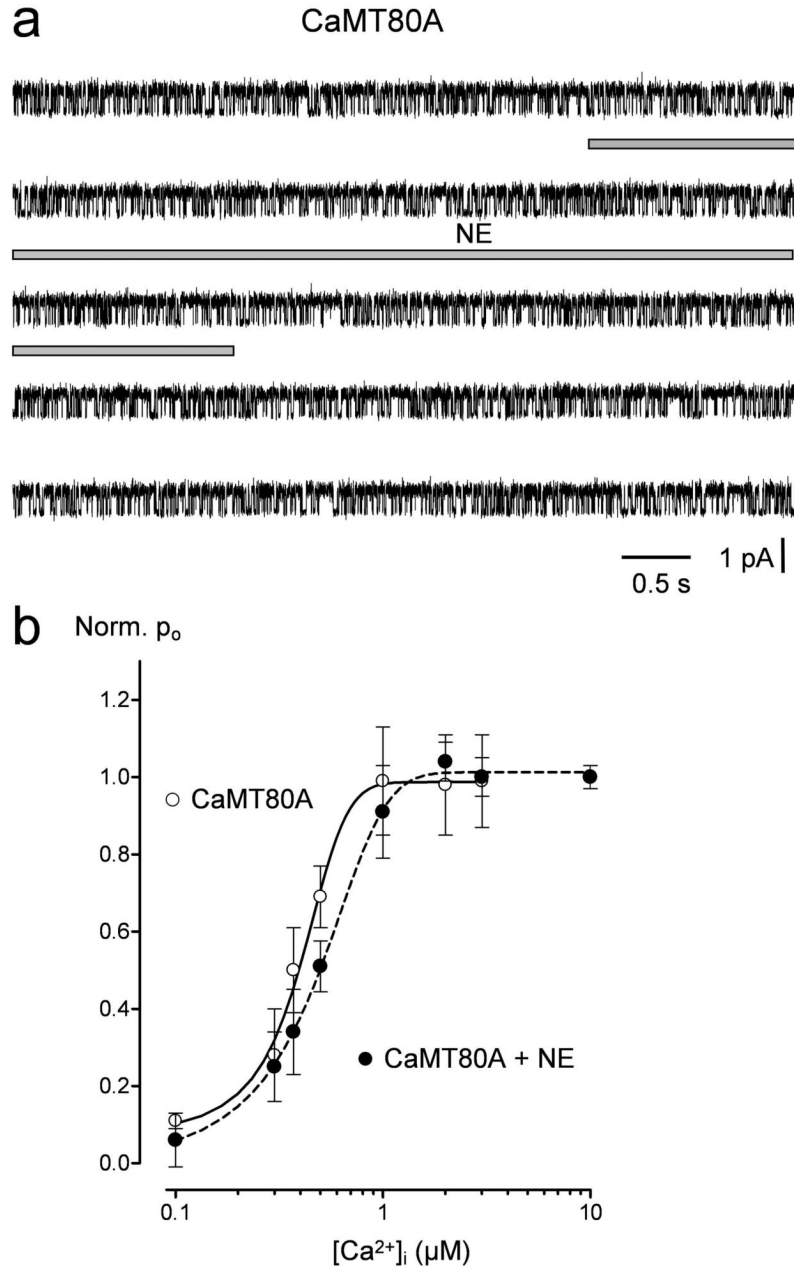 a
CaMT80A
NE
1 pA
0.5 s
b
Norm. pₒ
1.2
1.0
CaMT80A
0.8
0.6
0.4
CaMT80A + NE
0.2
0.0
0.1
1
10
[Ca²⁺]ᵢ (µM)